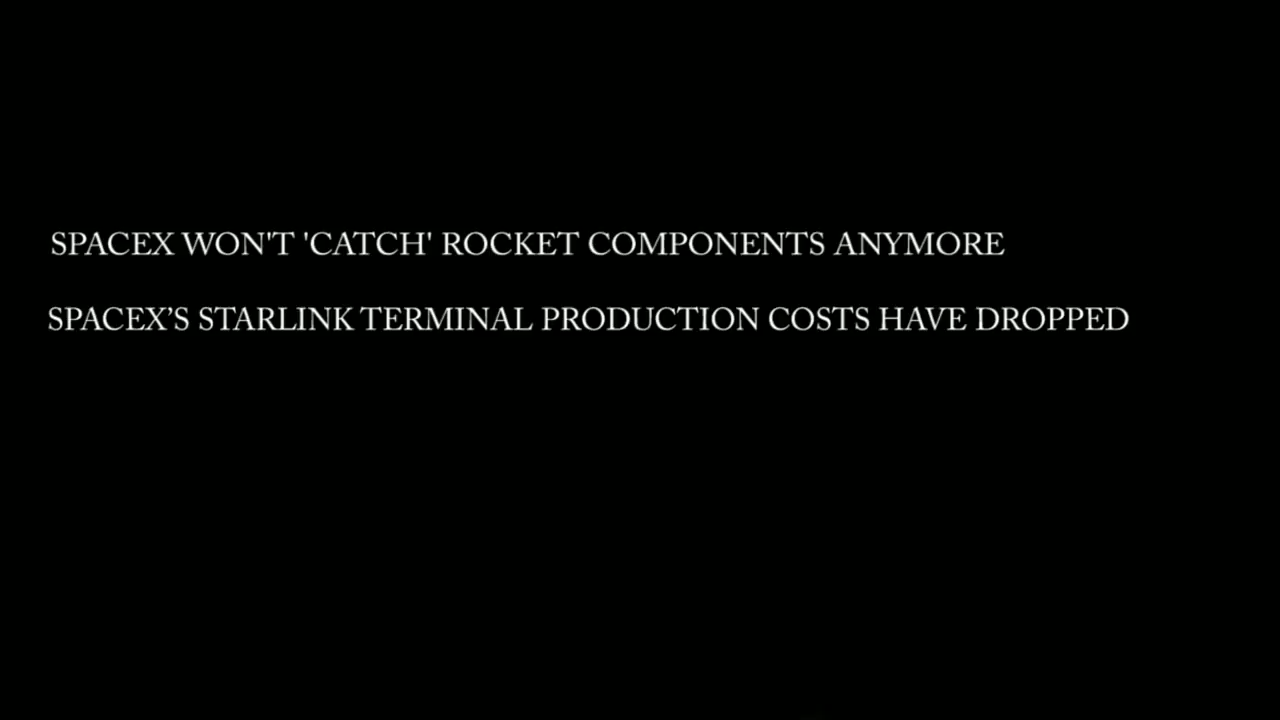 SPACEX WON'T 'CATCH' ROCKET COMPONENTS ANYMORE
SPACEX’S STARLINK TERMINAL PRODUCTION COSTS HAVE DROPPED